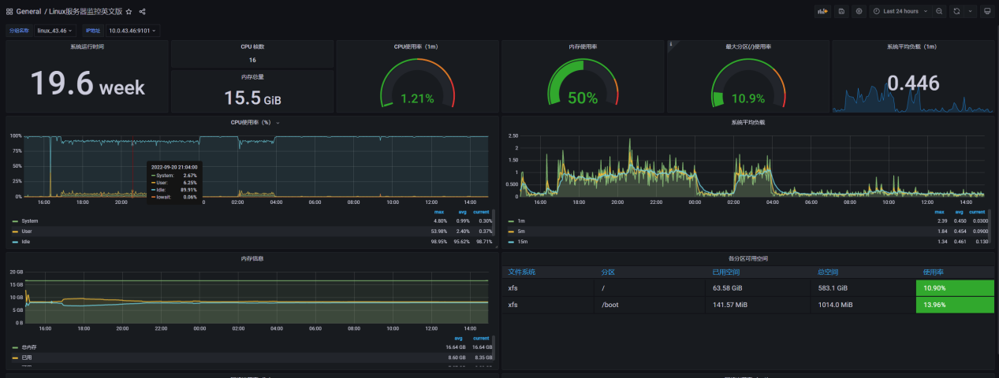 General / Linux服务器监控英文版
Last 24 hours
分组名称 linux_43.46 IP地址 10.0.43.46:9101
系统运行时间
19.6 week
CPU 核数
16
内存总量
15.5 GiB
CPU使用率（1m）
1.21%
内存使用率
50%
最大分区(/)使用率
10.9%
系统平均负载（1m）
0.446
CPU使用率（%）
100%
75%
50%
25%
0%
16:00 18:00 20:00 0 02:00 04:00 06:00 08:00 10:00 12:00 14:00
2022-09-20 21:04:00
System: 2.67%
User: 6.25%
Idle: 89.91%
Iowait: 0.06%
max avg current
System 4.80% 0.99% 0.30%
User 53.98% 2.40% 0.37%
Idle 98.95% 95.62% 98.71%
系统平均负载
2.50
2
1.50
1
0.500
0
16:00 18:00 20:00 22:00 00:00 02:00 04:00 06:00 08:00 10:00 12:00 14:00
max avg current
1m 2.39 0.450 0.0300
5m 1.84 0.454 0.0900
15m 1.34 0.461 0.130
内存信息
20 GB
15 GB
10 GB
5 GB
0 B
16:00 18:00 20:00 22:00 00:00 02:00 04:00 06:00 08:00 10:00 12:00 14:00
avg current
总内存 16.64 GB 16.64 GB
已用 8.60 GB 8.35 GB
各分区可用空间
文件系统 分区 已用空间 总空间 使用率
xfs / 63.58 GiB 583.1 GiB 10.90%
xfs /boot 141.57 MiB 1014.0 MiB 13.96%